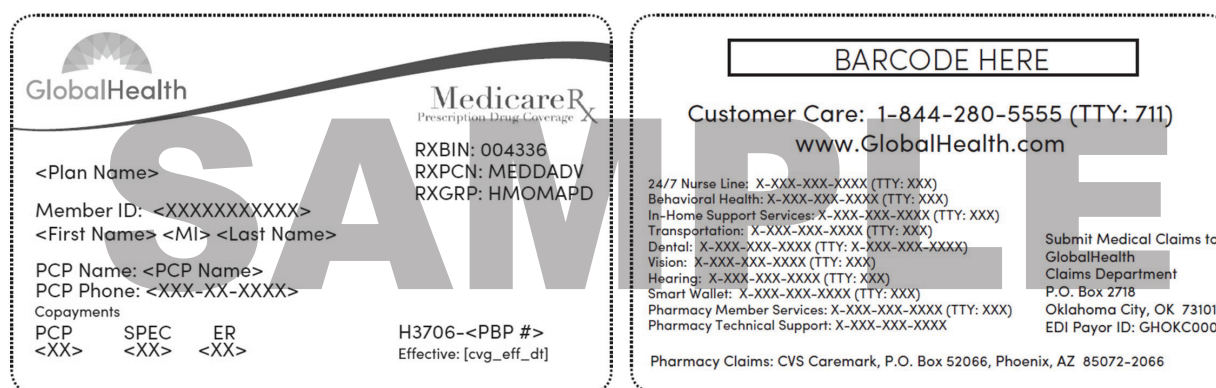 GlobalHealth
MedicareRx
Prescription Drug Coverage
RXBIN: 004336
RXPCN: MEDDADV
RXGRP: HMOMAPD
<Plan Name>
Member ID: <XXXXXXXXXXX>
<First Name> <MI> <Last Name>
PCP Name: <PCP Name>
PCP Phone: <XXX-XX-XXXX>
Copayments
PCP SPEC ER
<XX> <XX> <XX>
H3706-<PBP #>
Effective: [cvg_eff_dt]
BARCODE HERE
Customer Care: 1-844-280-5555 (TTY: 711)
www.GlobalHealth.com
24/7 Nurse Line: X-XXX-XXX-XXXX (TTY: XXX)
Behavioral Health: X-XXX-XXX-XXXX (TTY: XXX)
In-Home Support Services: X-XXX-XXX-XXXX (TTY: XXX)
Transportation: X-XXX-XXX-XXXX (TTY: XXX)
Dental: X-XXX-XXX-XXXX (TTY: X-XXX-XXX-XXXX)
Vision: X-XXX-XXX-XXXX (TTY: XXX)
Hearing: X-XXX-XXX-XXXX (TTY: XXX)
Smart Wallet: X-XXX-XXX-XXXX (TTY: XXX)
Pharmacy Member Services: X-XXX-XXX-XXXX (TTY: XXX)
Pharmacy Technical Support: X-XXX-XXX-XXXX
Submit Medical Claims to
GlobalHealth
Claims Department
P.O. Box 2718
Oklahoma City, OK 73101
EDI Payor ID: GHOKC000
Pharmacy Claims: CVS Caremark, P.O. Box 52066, Phoenix, AZ 85072-2066
SAMPLE